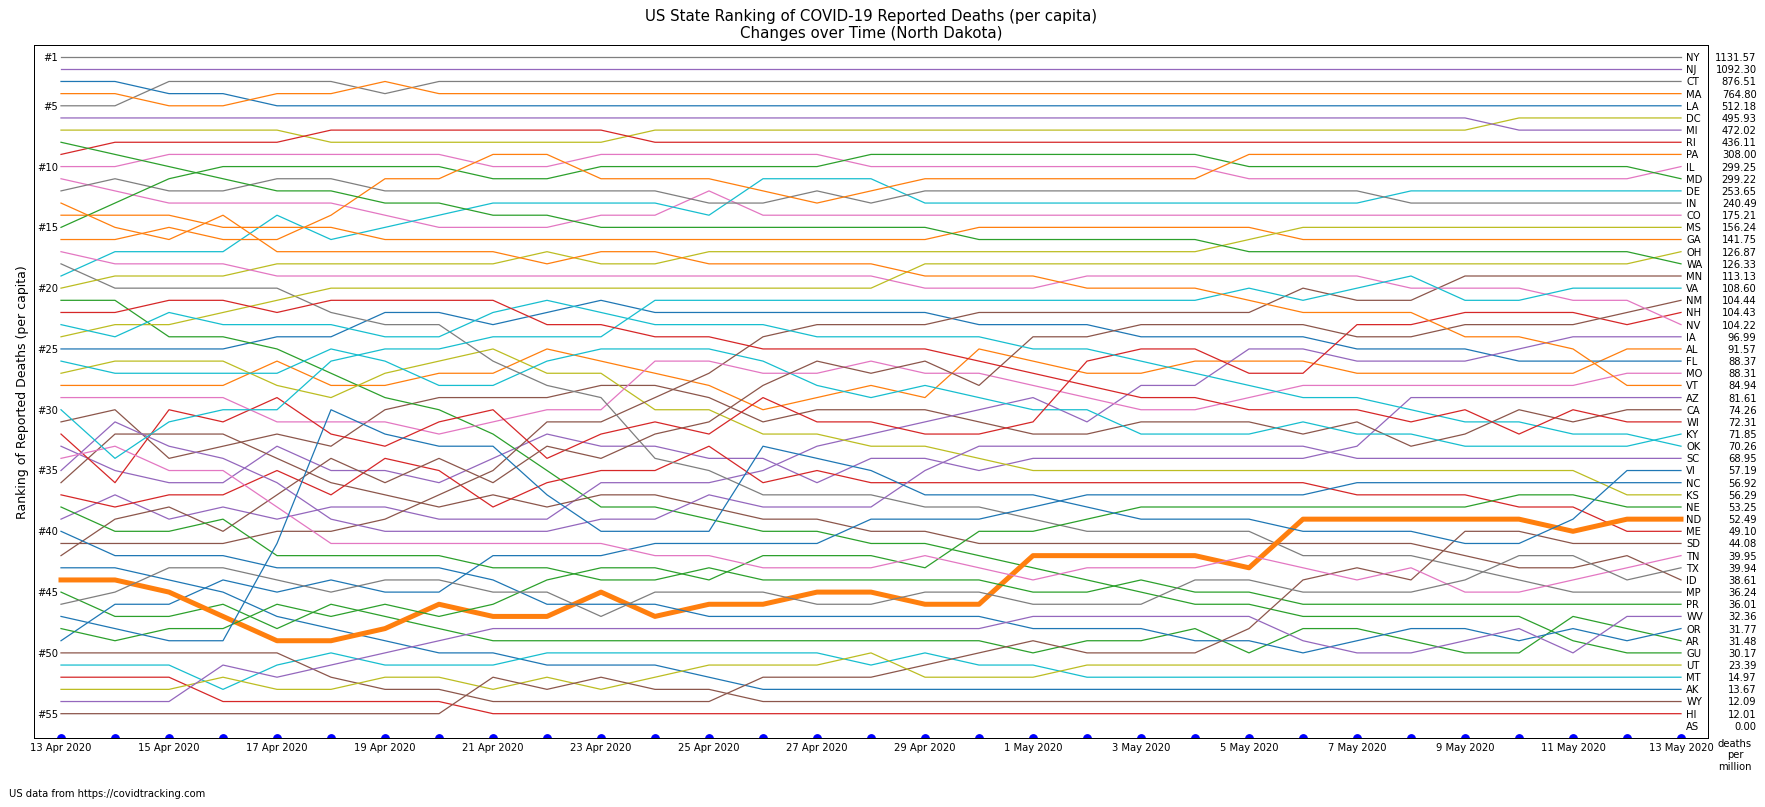 US State Ranking of COVID-19 Reported Deaths (per capita)
Changes over Time (North Dakota)
Ranking of Reported Deaths (per capita)
#1
#5
#10
#15
#20
#25
#30
#35
#40
#45
#50
#55
NY 1131.57
NJ 1092.30
CT 876.51
MA 764.80
LA 512.18
DC 495.93
MI 472.02
RI 436.11
PA 308.00
IL 299.25
MD 299.22
DE 253.65
IN 240.49
CO 175.21
MS 156.24
GA 141.75
OH 126.87
WA 126.33
MN 113.13
VA 108.60
NM 104.44
NH 104.43
NV 104.22
IA 96.99
AL 91.57
FL 88.37
MO 88.31
VT 84.94
AZ 81.61
CA 74.26
WI 72.31
KY 71.85
OK 70.26
SC 68.95
VI 57.19
NC 56.92
KS 56.29
NE 53.25
ND 52.49
ME 49.10
SD 44.08
TN 39.95
TX 39.94
ID 38.61
MP 36.24
PR 36.01
WV 32.36
OR 31.77
AR 31.48
GU 30.17
UT 23.39
MT 14.97
AK 13.67
WY 12.09
HI 12.01
AS 0.00
13 Apr 2020 15 Apr 2020 17 Apr 2020 19 Apr 2020 21 Apr 2020 23 Apr 2020 25 Apr 2020 27 Apr 2020 29 Apr 2020 1 May 2020 3 May 2020 5 May 2020 7 May 2020 9 May 2020 11 May 2020 13 May 2020
deaths
per
million
US data from https://covidtracking.com